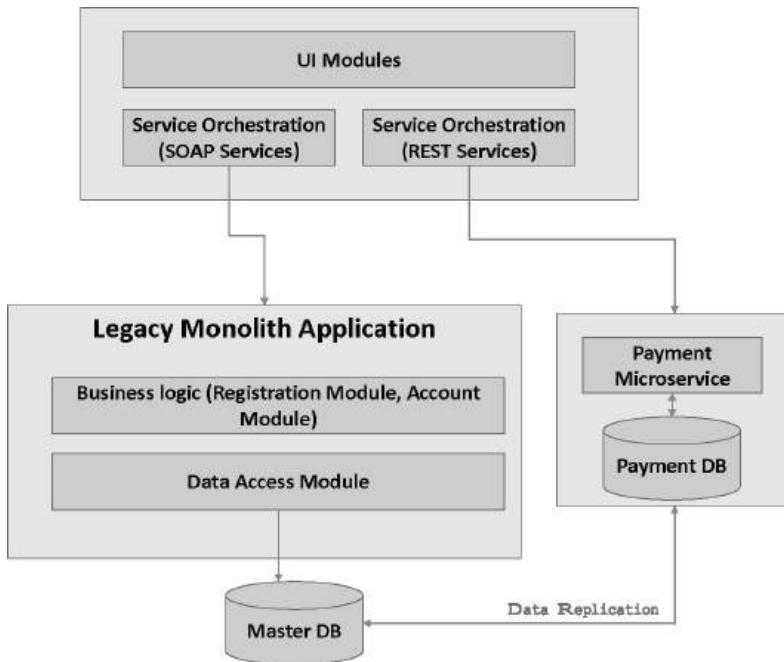 UI Modules
Service Orchestration
(SOAP Services)
Service Orchestration
(REST Services)
Legacy Monolith Application
Business logic (Registration Module, Account
Module)
Data Access Module
Payment
Microservice
Payment DB
Master DB
Data Replication